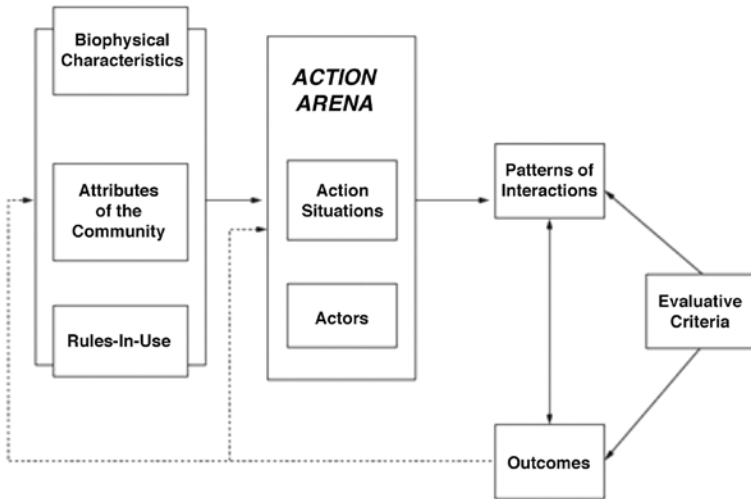 Biophysical
Characteristics
Attributes
of the
Community
Rules-In-Use
ACTION
ARENA
Action
Situations
Actors
Patterns of
Interactions
Evaluative
Criteria
Outcomes